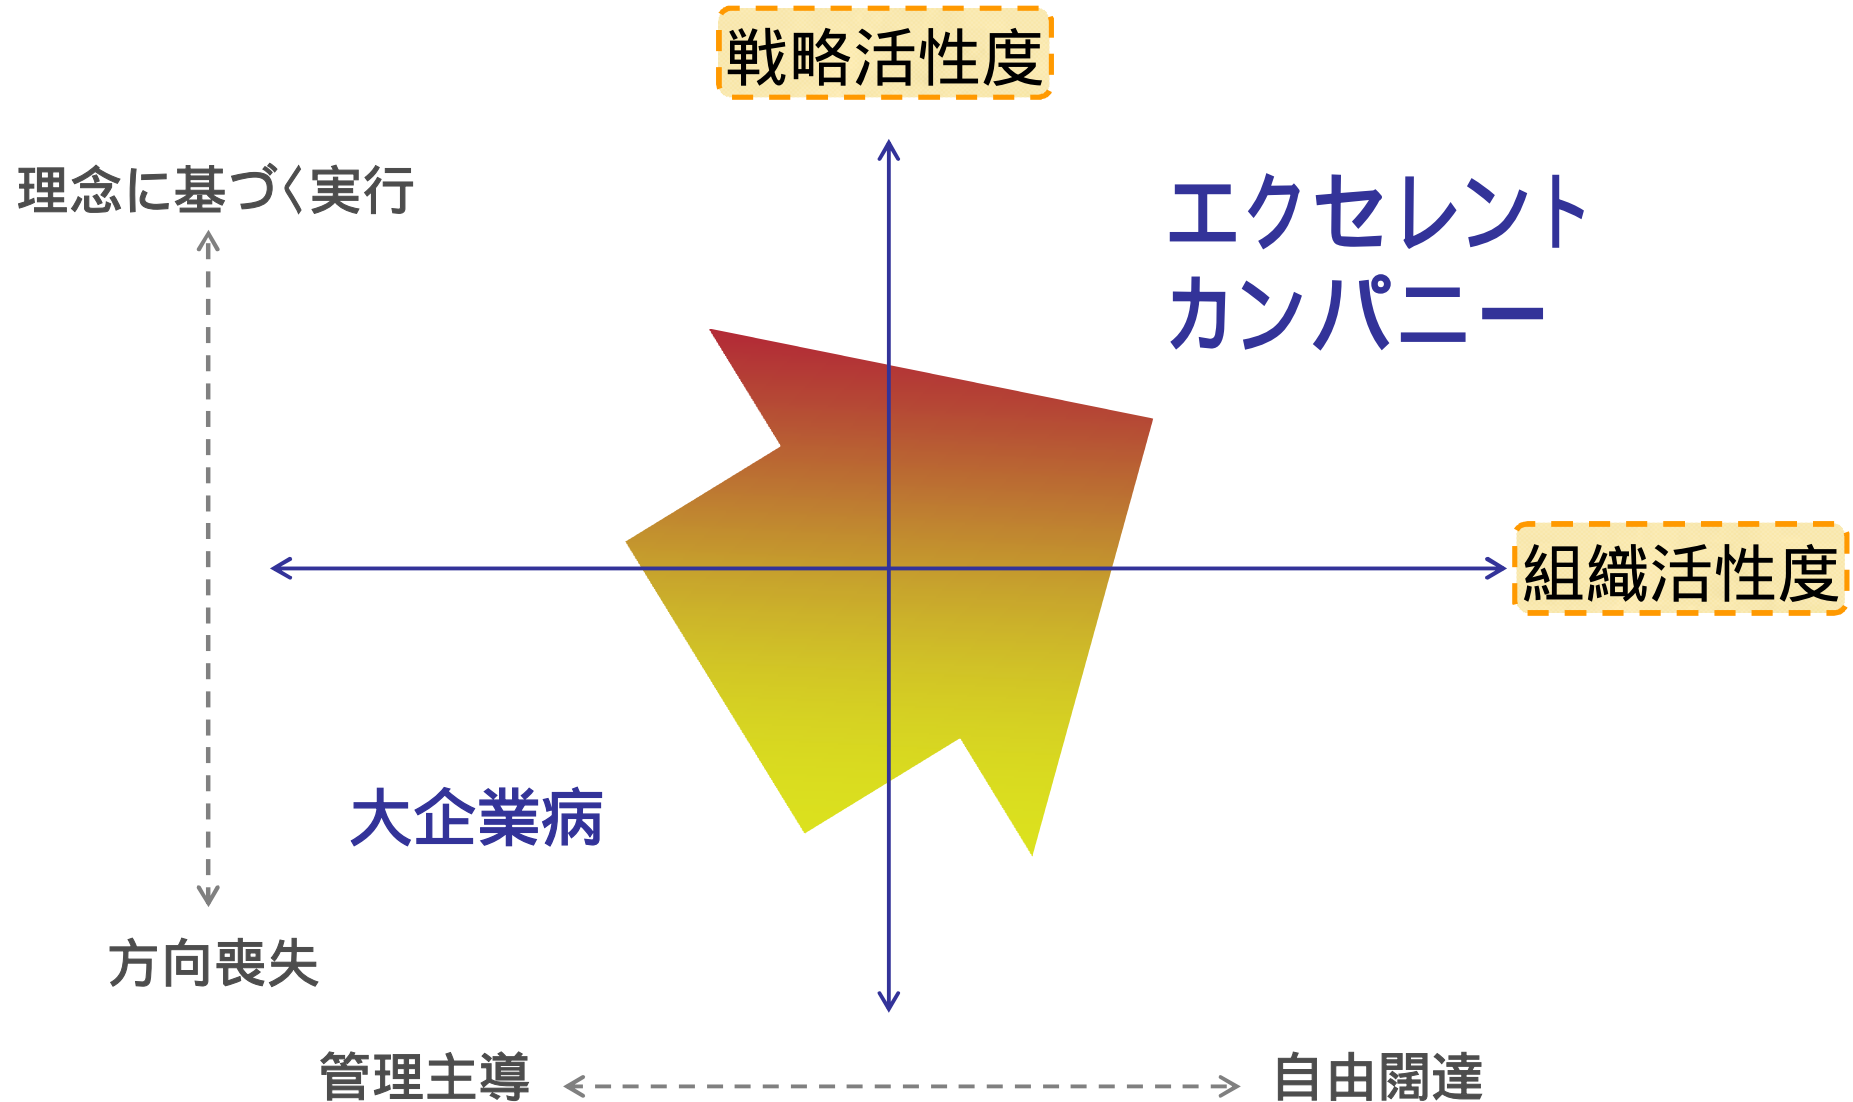 戦略活性度
理念に基づく実行
エクセレント
カンパニー
組織活性度
大企業病
方向喪失
管理主導
自由闊達